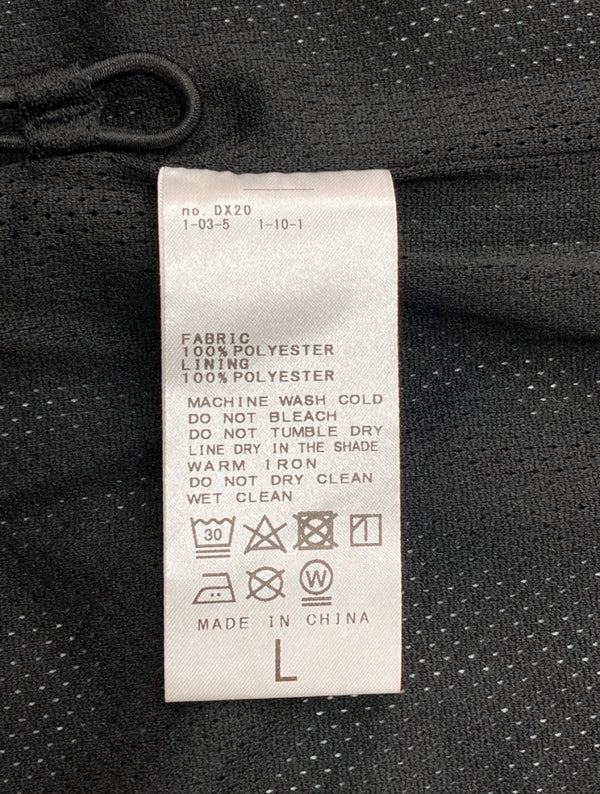 no. DX20
1-03-5 1-10-1
FABRIC
100% POLYESTER
LINING
100% POLYESTER
MACHINE WASH COLD
DO NOT BLEACH
DO NOT TUMBLE DRY
LINE DRY IN THE SHADE
WARM IRON
DO NOT DRY CLEAN
WET CLEAN
30
W
MADE IN CHINA
L